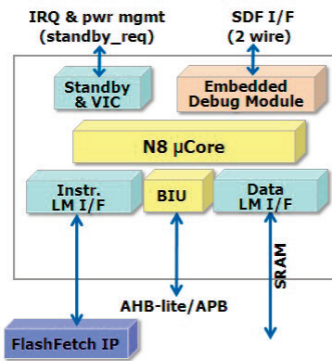 IRQ & pwr mgmt
(standby_req)
SDF I/F
(2 wire)
Standby
& VIC
Embedded
Debug Module
N8 µCore
Instr.
LM I/F
BIU
Data
LM I/F
SRAM
AHB-lite/APB
FlashFetch IP